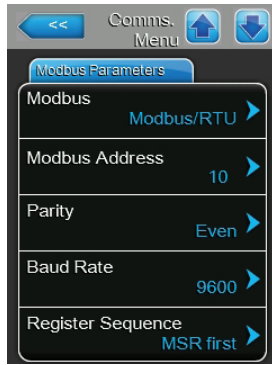 <<
Comms.
Menu
Modbus Parameters
Modbus
Modbus/RTU
Modbus Address
10
Parity
Even
Baud Rate
9600
Register Sequence
MSR first